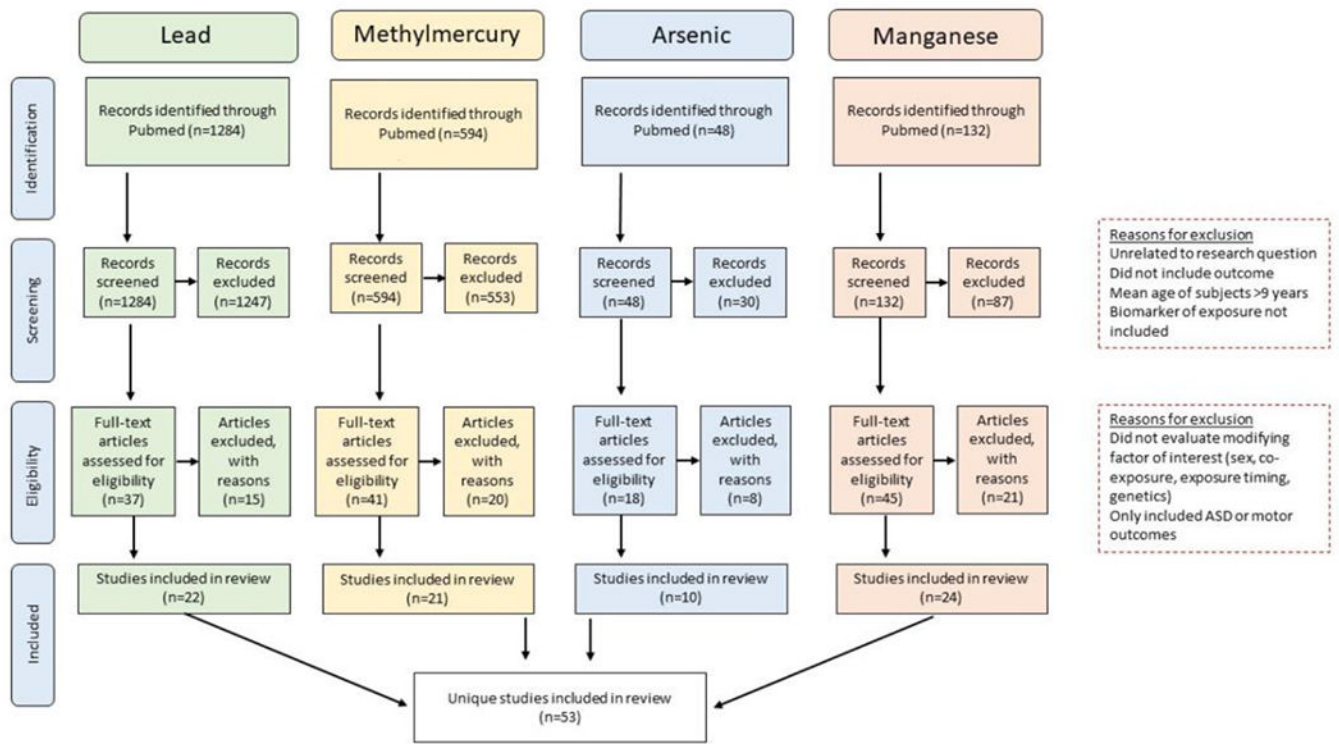 Lead
Methylmercury
Arsenic
Manganese
Identification
Records identified through
Pubmed (n=1284)
Records identified through
Pubmed (n=594)
Records identified through
Pubmed (n=48)
Records identified through
Pubmed (n=132)
Screening
Records
screened
(n=1284)
Records
excluded
(n=1247)
Records
screened
(n=594)
Records
excluded
(n=553)
Records
screened
(n=48)
Records
excluded
(n=30)
Records
screened
(n=132)
Records
excluded
(n=87)
Reasons for exclusion
Unrelated to research question
Did not include outcome
Mean age of subjects >9 years
Biomarker of exposure not
included
Eligibility
Full-text
articles
assessed for
eligibility
(n=37)
Articles
excluded,
with
reasons
(n=15)
Full-text
articles
assessed for
eligibility
(n=41)
Articles
excluded,
with
reasons
(n=20)
Full-text
articles
assessed for
eligibility
(n=18)
Articles
excluded,
with
reasons
(n=8)
Full-text
articles
assessed for
eligibility
(n=45)
Articles
excluded,
with
reasons
(n=21)
Reasons for exclusion
Did not evaluate modifying
factor of interest (sex, co-
exposure, exposure timing,
genetics)
Only included ASD or motor
outcomes
Included
Studies included in review
(n=22)
Studies included in review
(n=21)
Studies included in review
(n=10)
Studies included in review
(n=24)
Unique studies included in review
(n=53)